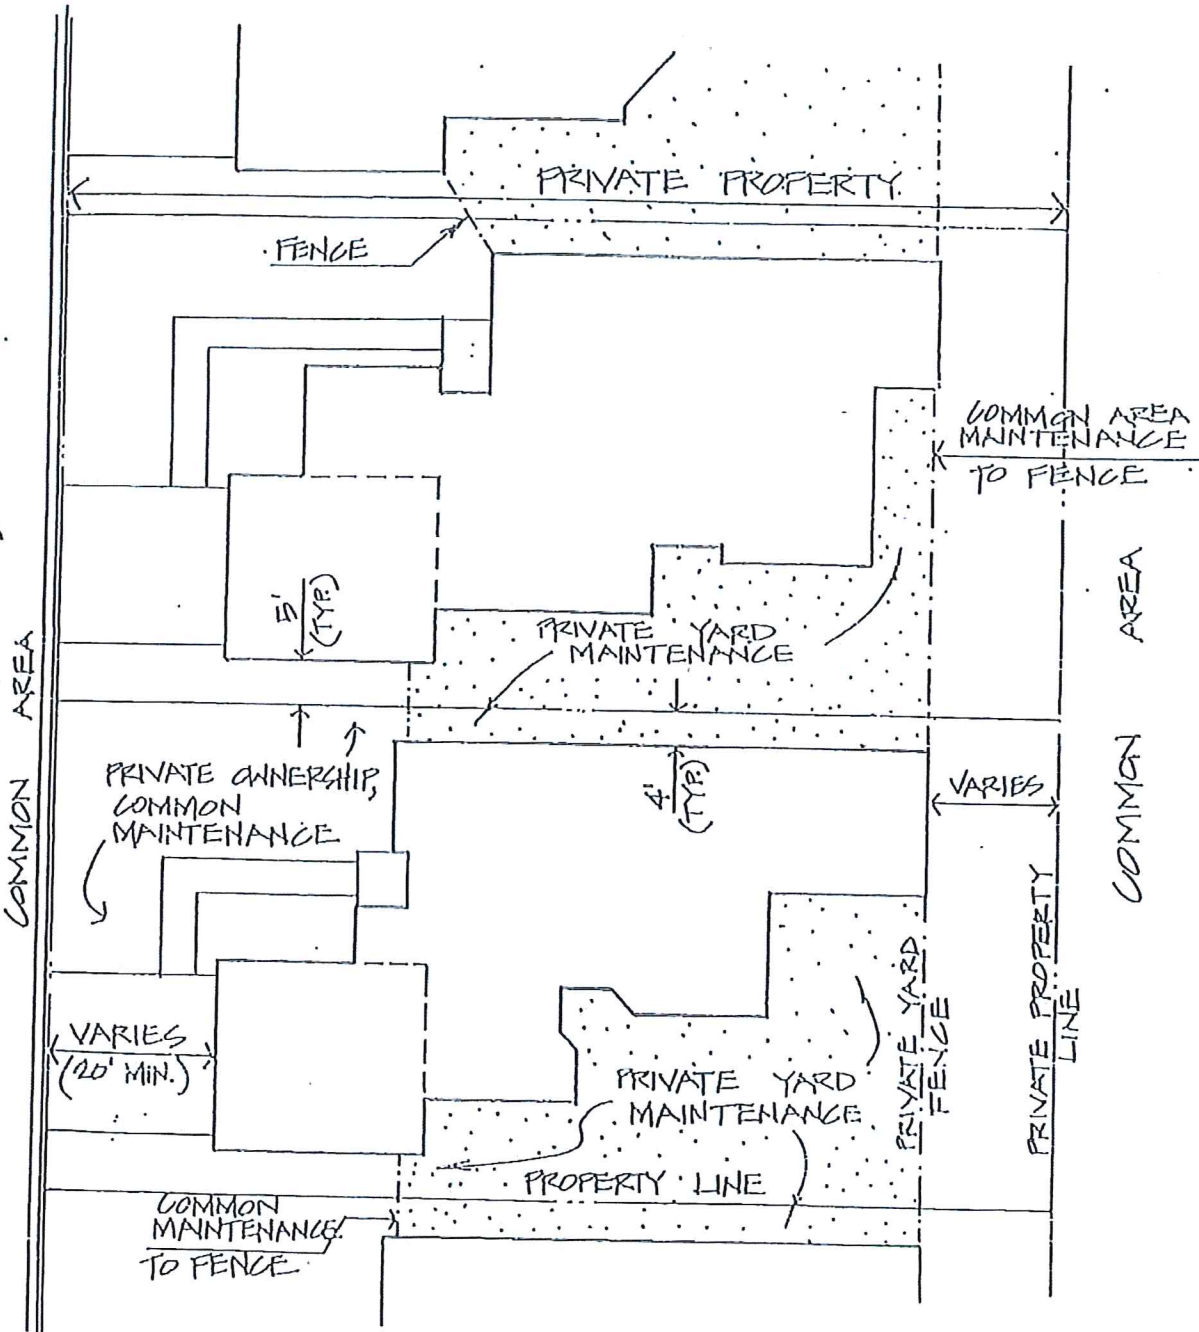 PRIVATE PROPERTY
FENCE
COMMON AREA
MAINTENANCE
TO FENCE
5'
(TYP.)
PRIVATE YARD
MAINTENANCE
COMMON AREA
COMMON AREA
PRIVATE OWNERSHIP,
COMMON
MAINTENANCE
4'
(TYP.)
VARIES
VARIES
(20' MIN.)
PRIVATE YARD
FENCE
PRIVATE PROPERTY
LINE
PRIVATE YARD
MAINTENANCE
PROPERTY LINE
COMMON
MAINTENANCE
TO FENCE